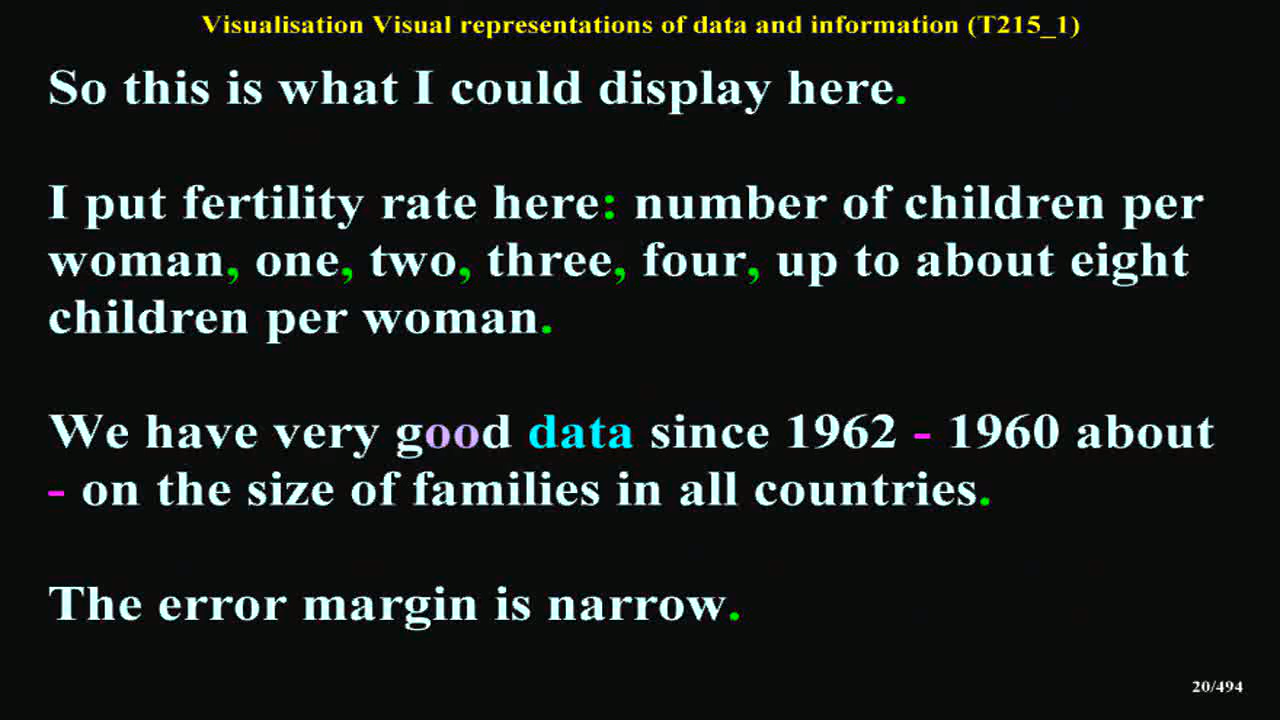 Visualisation Visual representations of data and information (T215_1)
So this is what I could display here.
I put fertility rate here: number of children per
woman, one, two, three, four, up to about eight
children per woman.
We have very good data since 1962 - 1960 about
- on the size of families in all countries.
The error margin is narrow.
20/494